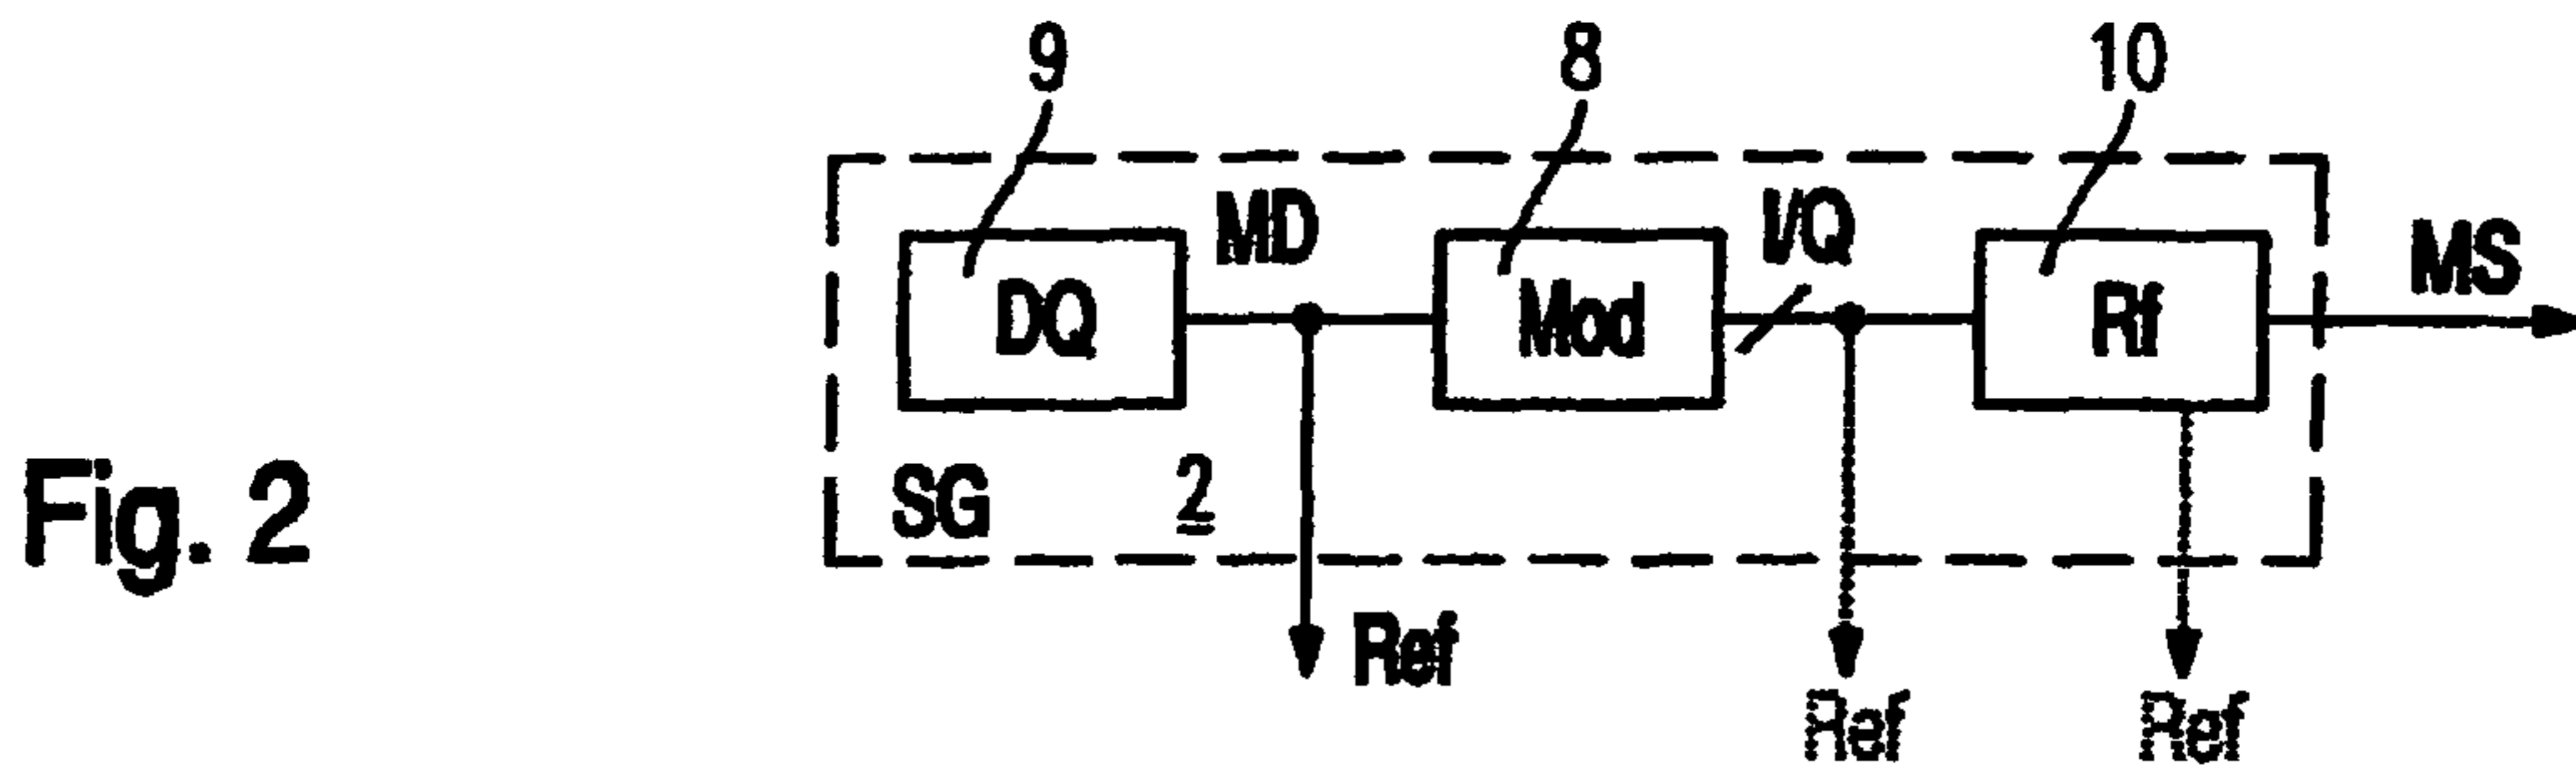 9 8 10
MD I/Q MS
DQ Mod Rf
SG 2
Fig. 2
Ref
Ref Ref